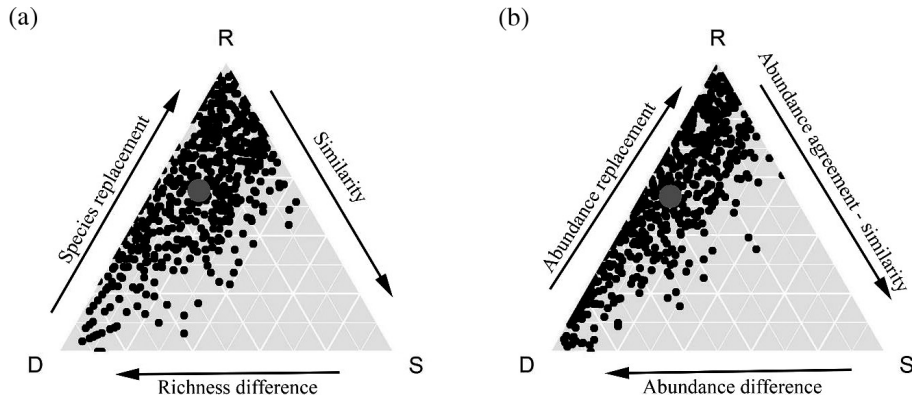 (a)
R
Species replacement
Similarity
D
S
Richness difference
(b)
R
Abundance replacement
Abundance agreement - similarity
D
S
Abundance difference